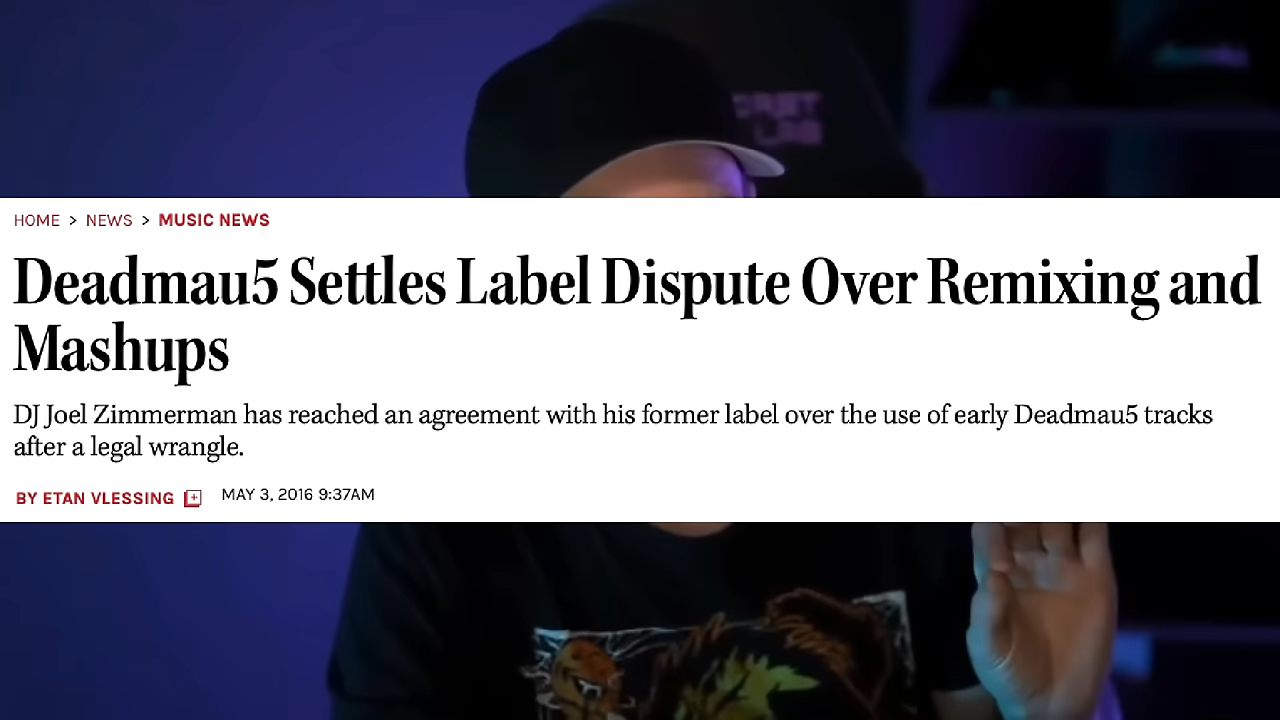 HOME > NEWS > MUSIC NEWS
Deadmau5 Settles Label Dispute Over Remixing and
Mashups
DJ Joel Zimmerman has reached an agreement with his former label over the use of early Deadmau5 tracks
after a legal wrangle.
BY ETAN VLESSING MAY 3, 2016 9:37AM